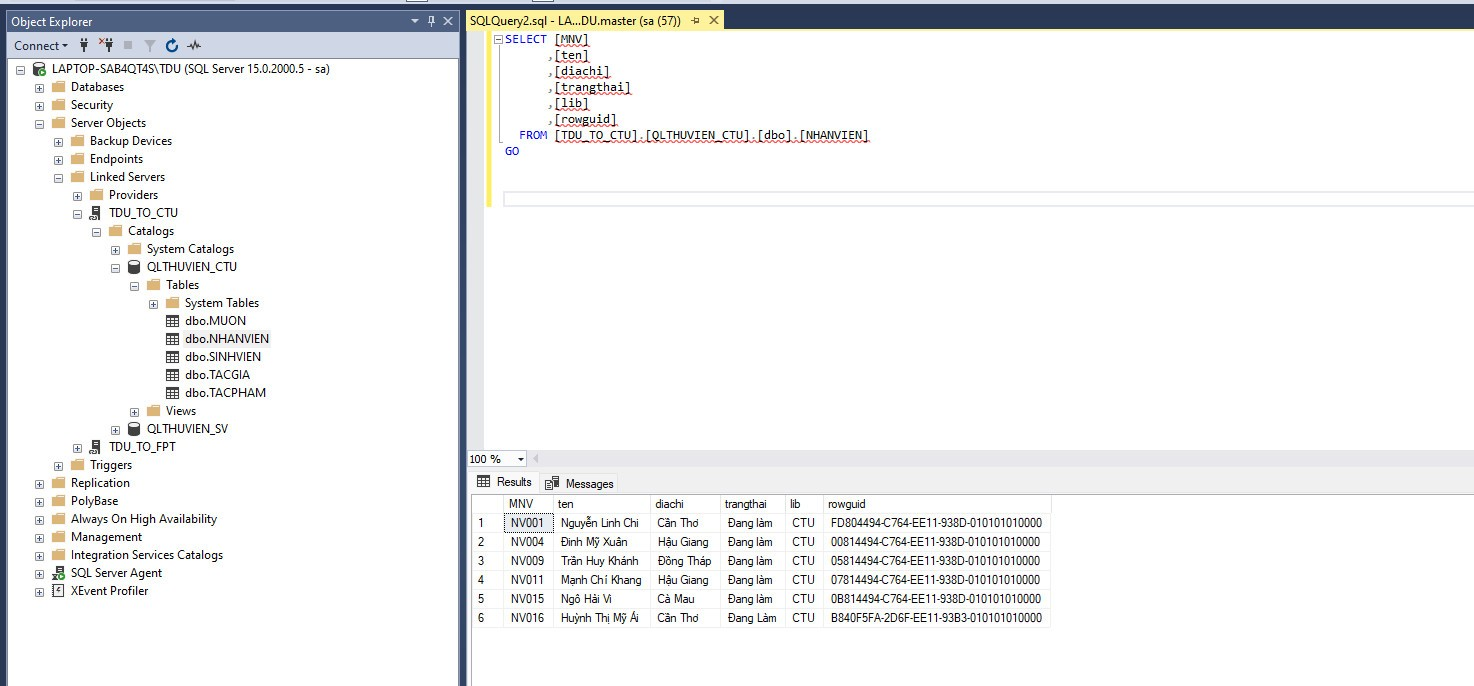 Object Explorer
Connect
LAPTOP-SAB4QT4S\TDU (SQL Server 15.0.2000.5 - sa)
Databases
Security
Server Objects
Backup Devices
Endpoints
Linked Servers
Providers
TDU_TO_CTU
Catalogs
System Catalogs
QLTHUVIEN_CTU
Tables
System Tables
dbo.MUON
dbo.NHANVIEN
dbo.SINHVIEN
dbo.TACGIA
dbo.TACPHAM
Views
QLTHUVIEN_SV
TDU_TO_FPT
Triggers
Replication
PolyBase
Always On High Availability
Management
Integration Services Catalogs
SQL Server Agent
XEvent Profiler
SQLQuery2.sql - LA...DU.master (sa (57))
SELECT [MNV]
,[ten]
,[diachi]
,[trangthai]
,[lib]
,[rowguid]
FROM [TDU_TO_CTU].[QLTHUVIEN_CTU].[dbo].[NHANVIEN]
GO
100 %
Results Messages
MNV ten diachi trangthai lib rowguid
1 NV001 Nguyễn Linh Chi Cần Thơ Đang làm CTU FD804494-C764-EE11-938D-010101010000
2 NV004 Đinh Mỹ Xuân Hậu Giang Đang làm CTU 00814494-C764-EE11-938D-010101010000
3 NV009 Trần Huy Khánh Đồng Tháp Đang làm CTU 05814494-C764-EE11-938D-010101010000
4 NV011 Mạnh Chí Khang Hậu Giang Đang làm CTU 07814494-C764-EE11-938D-010101010000
5 NV015 Ngô Hải Vi Cà Mau Đang làm CTU 0B814494-C764-EE11-938D-010101010000
6 NV016 Huỳnh Thị Mỹ Ái Cần Thơ Đang Làm CTU B840F5FA-2D6F-EE11-93B3-010101010000